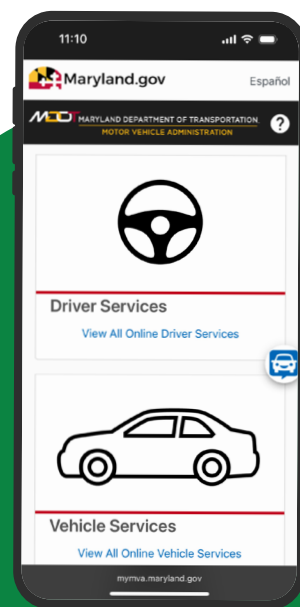 11:10
Maryland.gov
Español
MDOT MARYLAND DEPARTMENT OF TRANSPORTATION.
MOTOR VEHICLE ADMINISTRATION
?
Driver Services
View All Online Driver Services
Vehicle Services
View All Online Vehicle Services
mymva.maryland.gov